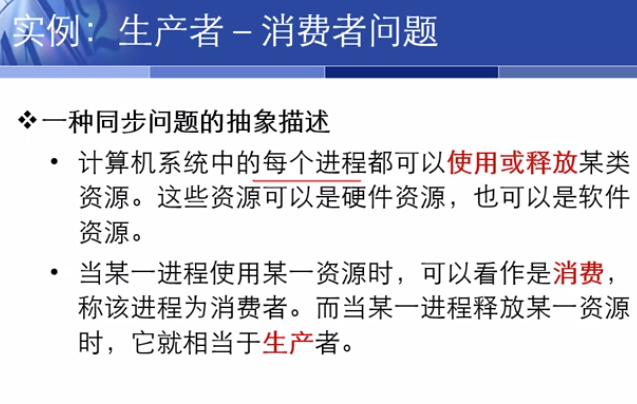 实例：生产者 – 消费者问题
❖一种同步问题的抽象描述
• 计算机系统中的每个进程都可以使用或释放某类
资源。这些资源可以是硬件资源，也可以是软件
资源。
• 当某一进程使用某一资源时，可以看作是消费，
称该进程为消费者。而当某一进程释放某一资源
时，它就相当于生产者。